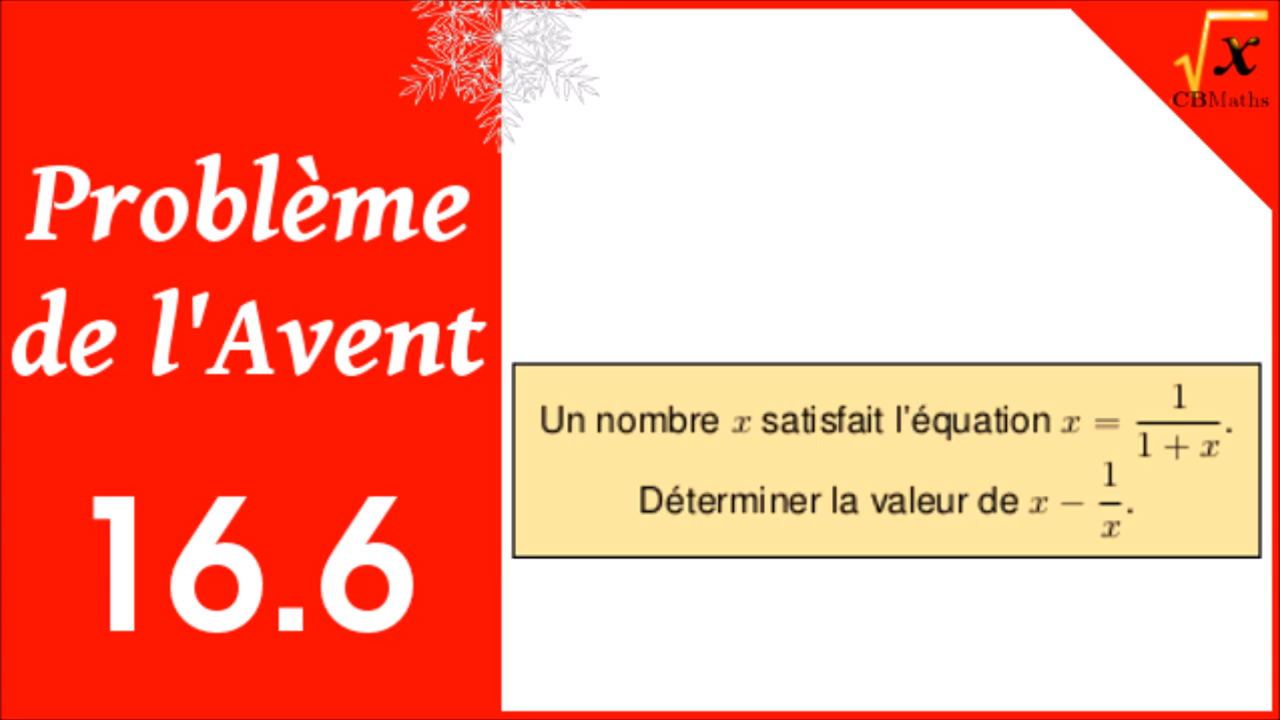 Problème
de l'Avent
16.6
√x
CBMaths
Un nombre x satisfait l'équation x = 1/(1 + x).
Déterminer la valeur de x − 1/x.